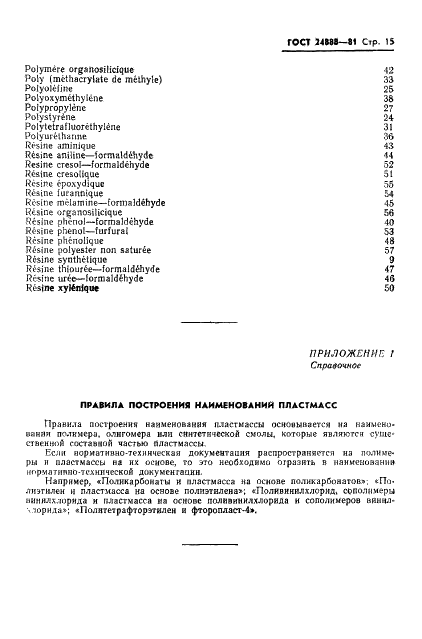 ГОСТ 24888—81 Стр. 15
Polymère organosilicique 42
Poly (méthacrylate de méthyle) 33
Polyoléfine 25
Polyoxyméthylène 38
Polypropylène 27
Polystyrène 24
Polytetrafluoréthylène 31
Polyuréthanne 36
Résine aminique 43
Résine aniline—formaldéhyde 44
Resine cresol—formaldéhyde 52
Résine cresolique 51
Résine époxydique 55
Résine furannique 54
Résine mélamine—formaldéhyde 45
Résine organosilicique 56
Résine phénol—formaldéhyde 40
Résine phenol—furfural 53
Résine phénolique 48
Résine polyester non saturée 57
Résine synthétique 9
Résine thiourée—formaldéhyde 47
Résine urée—formaldéhyde 46
Résine xylénique 50
ПРИЛОЖЕНИЕ 1
Справочное
ПРАВИЛА ПОСТРОЕНИЯ НАИМЕНОВАНИЙ ПЛАСТМАСС
Правила построения наименования пластмассы основывается на наимено-
вании полимера, олигомера или синтетической смолы, которые являются суще-
ственной составной частью пластмассы.
Если нормативно-техническая документация распространяется на полиме-
ры и пластмассы на их основе, то это необходимо отразить в наименовании
нормативно-технической документации.
Например, «Поликарбонаты и пластмасса на основе поликарбонатов»; «По-
лиэтилен и пластмасса на основе полиэтилена»; «Поливинилхлорид, сополимеры
винилхлорида и пластмасса на основе поливинилхлорида и сополимеров винил-
хлорида»; «Политетрафторэтилен и фторопласт-4».